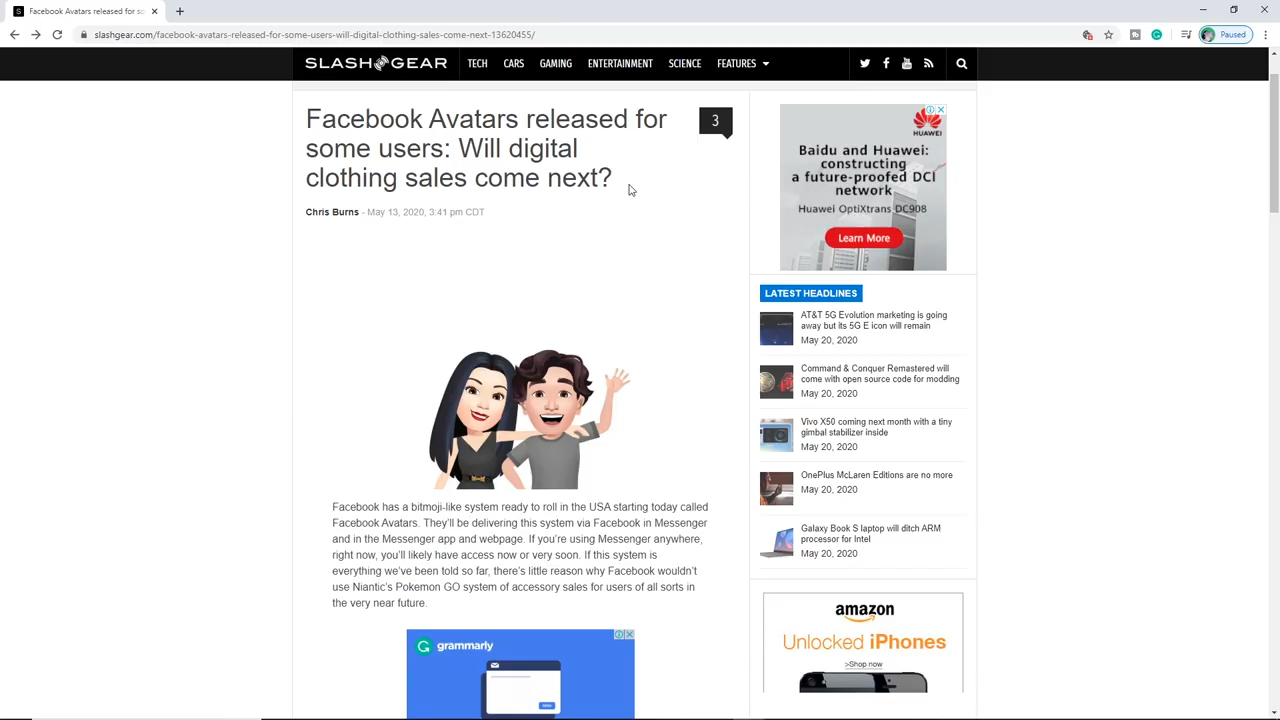 Facebook Avatars released for so
Paused
slashgear.com/facebook-avatars-released-for-some-users-will-digital-clothing-sales-come-next-13620455/
SLASHGEAR
TECH
CARS
GAMING
ENTERTAINMENT
SCIENCE
FEATURES
Facebook Avatars released for
some users: Will digital
clothing sales come next?
3
Chris Burns - May 13, 2020, 3:41 pm CDT
Facebook has a bitmoji-like system ready to roll in the USA starting today called
Facebook Avatars. They'll be delivering this system via Facebook in Messenger
and in the Messenger app and webpage. If you're using Messenger anywhere,
right now, you'll likely have access now or very soon. If this system is
everything we've been told so far, there's little reason why Facebook wouldn't
use Niantic's Pokemon GO system of accessory sales for users of all sorts in
the very near future.
grammarly
HUAWEI
Baidu and Huawei:
constructing
a future-proofed DCI
network
Huawei OptiXtrans DC908
Learn More
LATEST HEADLINES
AT&T 5G Evolution marketing is going
away but its 5G E icon will remain
May 20, 2020
Command & Conquer Remastered will
come with open source code for modding
May 20, 2020
Vivo X50 coming next month with a tiny
gimbal stabilizer inside
May 20, 2020
OnePlus McLaren Editions are no more
May 20, 2020
Galaxy Book S laptop will ditch ARM
processor for Intel
May 20, 2020
amazon
Unlocked iPhones
>Shop now